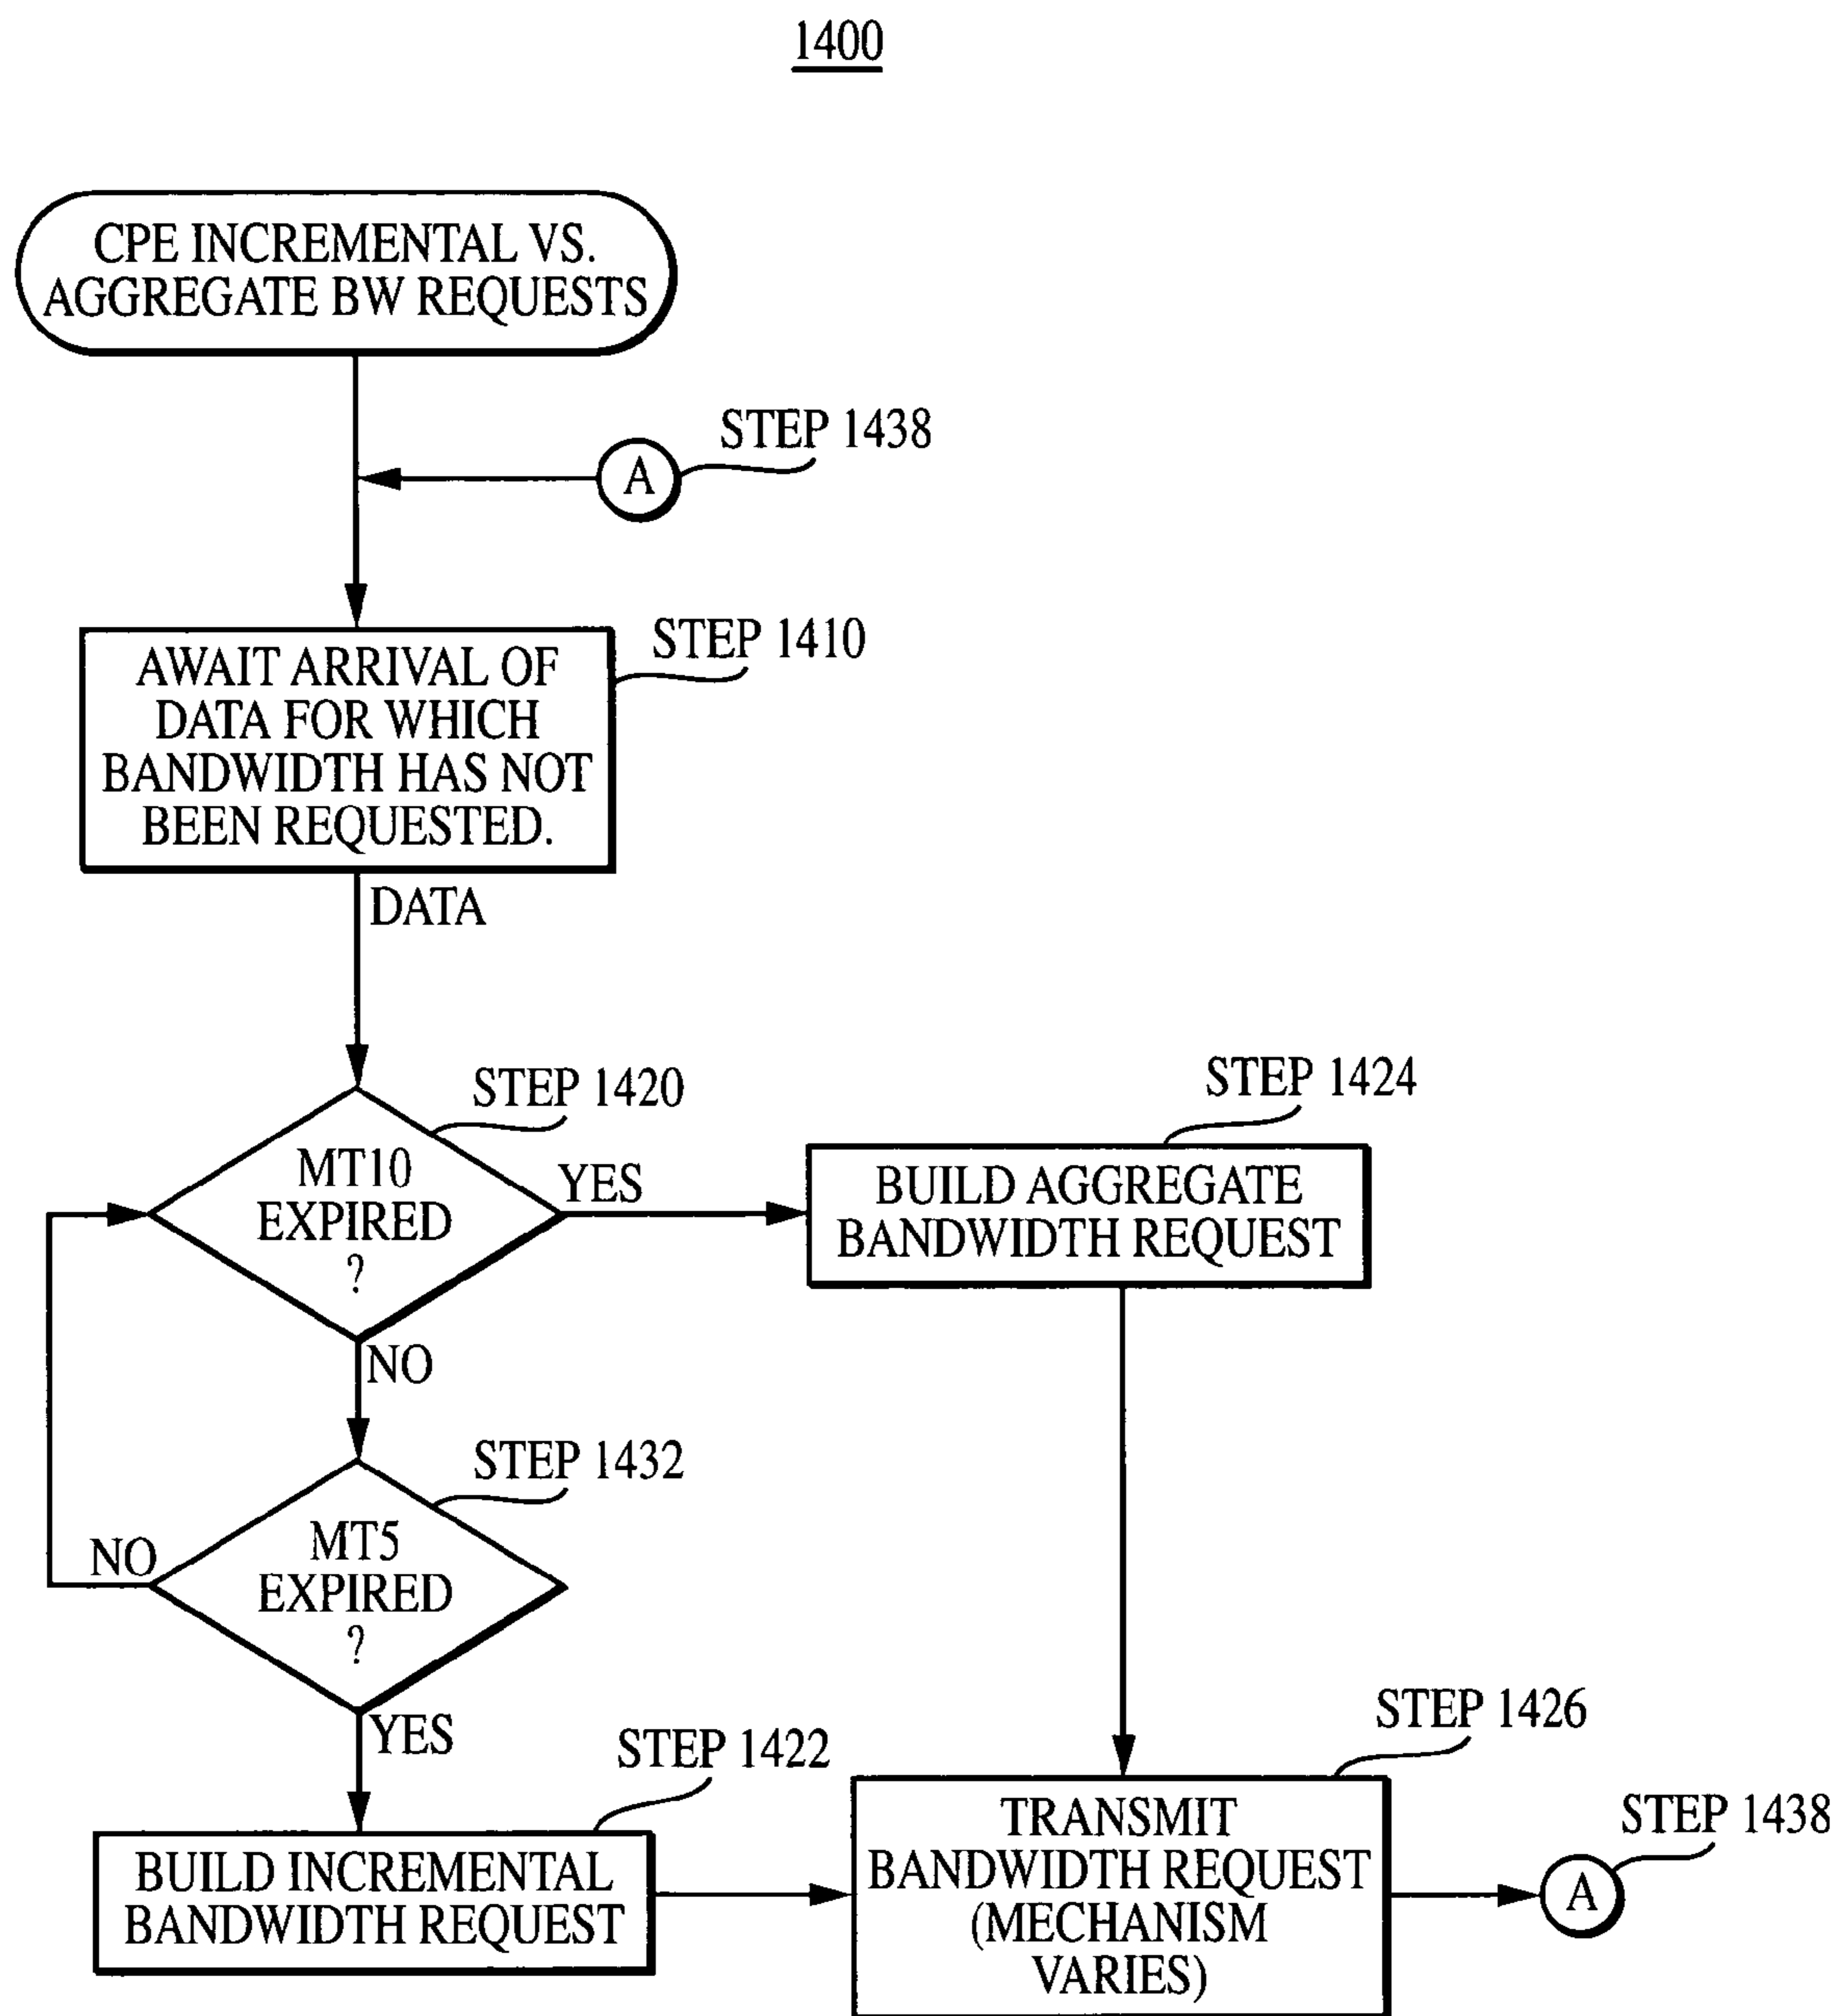 1400
CPE INCREMENTAL VS.
AGGREGATE BW REQUESTS
STEP 1438
A
STEP 1410
AWAIT ARRIVAL OF
DATA FOR WHICH
BANDWIDTH HAS NOT
BEEN REQUESTED.
DATA
STEP 1420
MT10
EXPIRED
?
YES
STEP 1424
BUILD AGGREGATE
BANDWIDTH REQUEST
NO
STEP 1432
MT5
EXPIRED
?
NO
YES
STEP 1422
BUILD INCREMENTAL
BANDWIDTH REQUEST
STEP 1426
TRANSMIT
BANDWIDTH REQUEST
(MECHANISM
VARIES)
STEP 1438
A